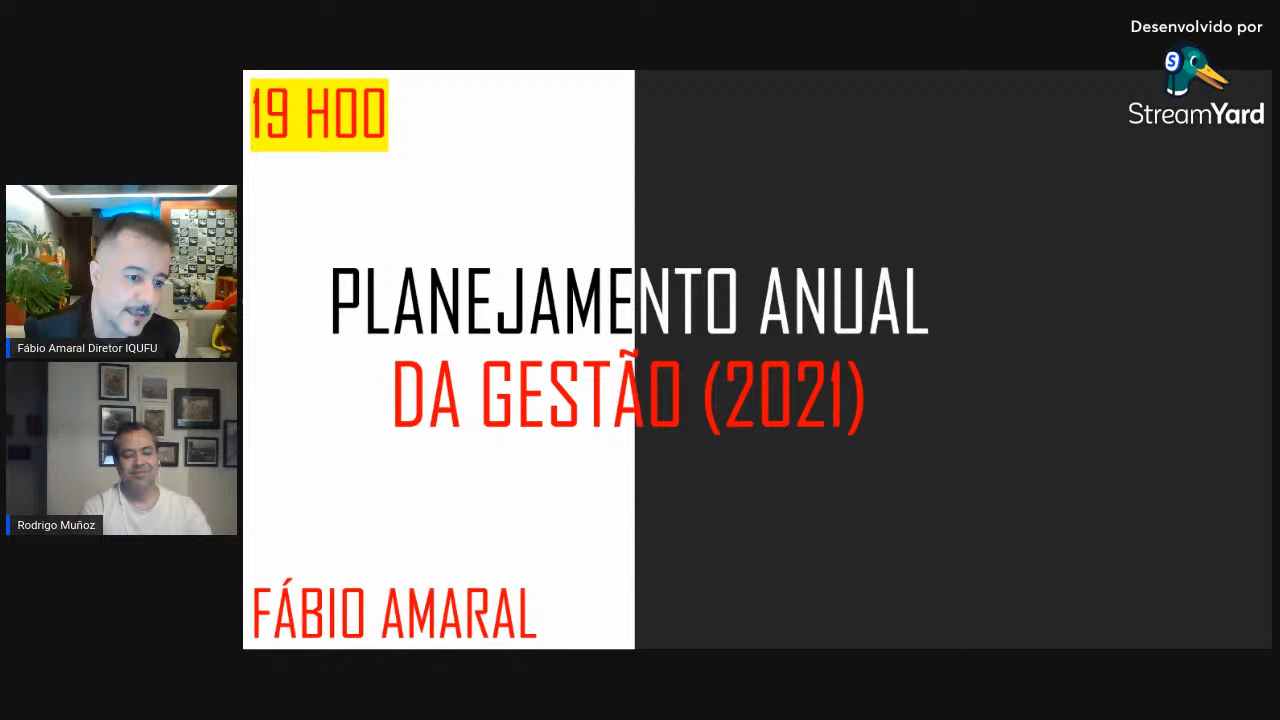 Desenvolvido por
StreamYard
19 H00
PLANEJAMENTO ANUAL
DA GESTÃO (2021)
FÁBIO AMARAL
Fábio Amaral Diretor IQUFU
Rodrigo Muñoz